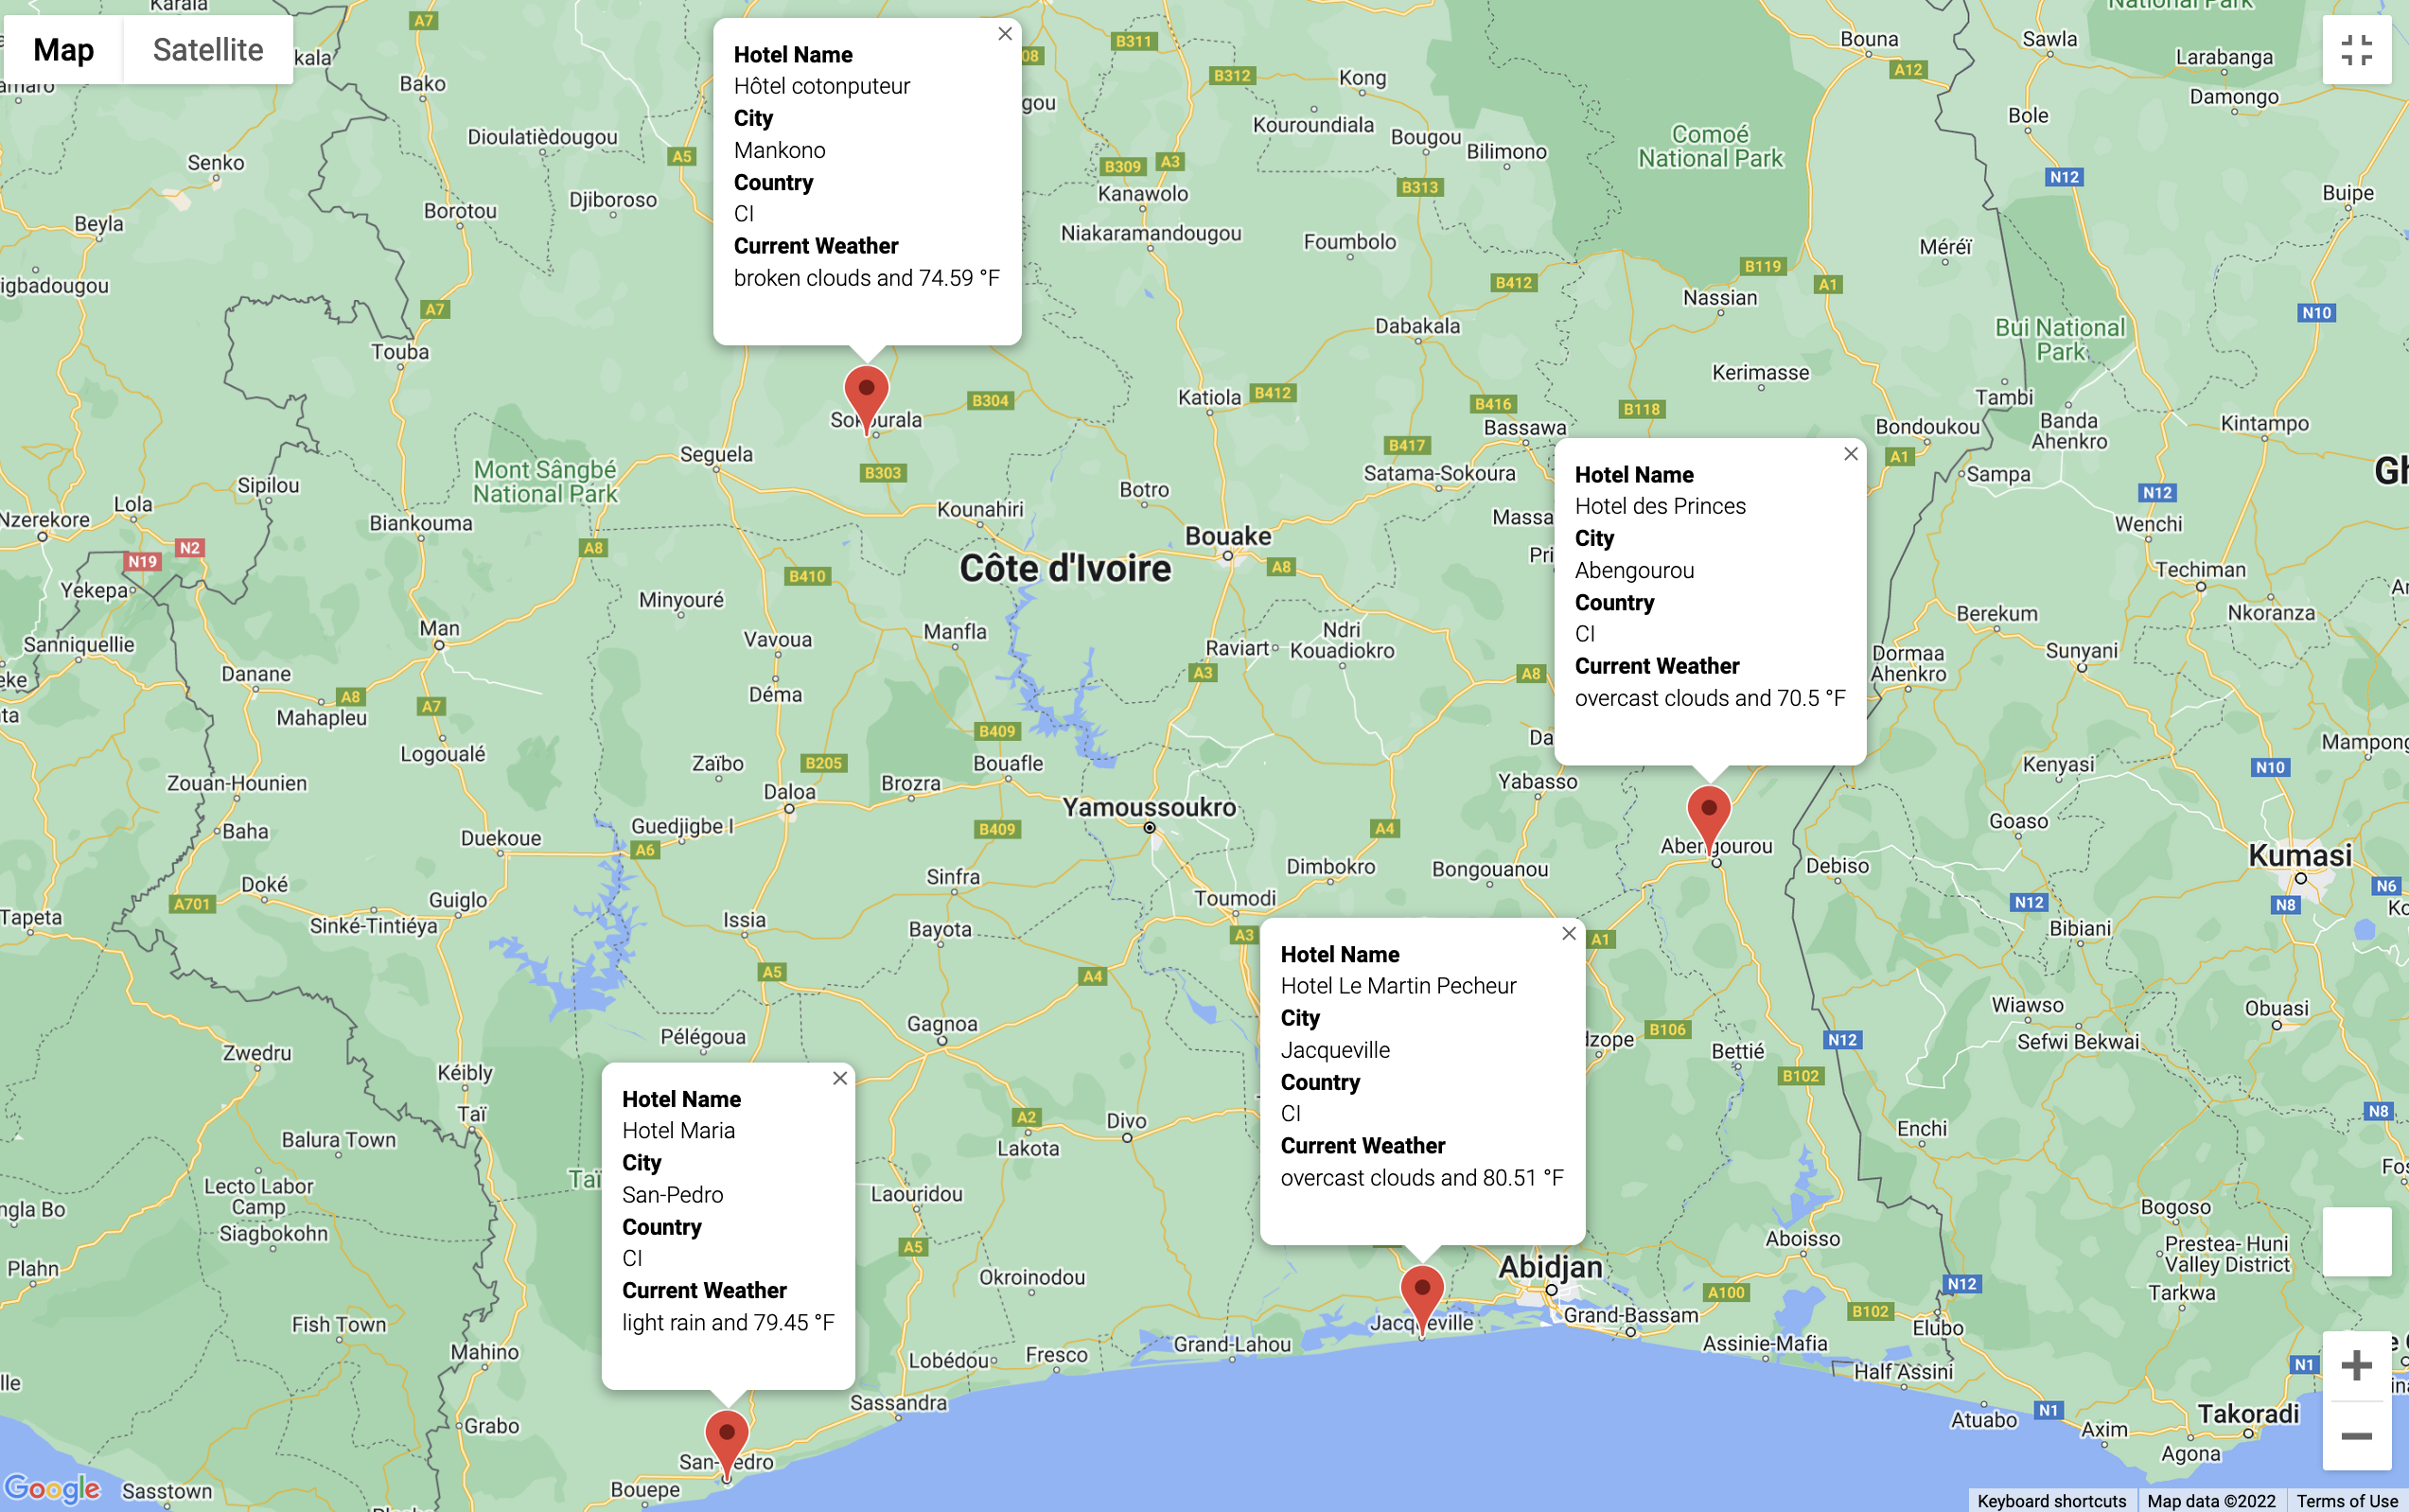 Map
Satellite
Hotel Name
Hôtel cotonputeur
City
Mankono
Country
CI
Current Weather
broken clouds and 74.59 °F
Hotel Name
Hotel des Princes
City
Abengourou
Country
CI
Current Weather
overcast clouds and 70.5 °F
Hotel Name
Hotel Le Martin Pecheur
City
Jacqueville
Country
CI
Current Weather
overcast clouds and 80.51 °F
Hotel Name
Hotel Maria
City
San-Pedro
Country
CI
Current Weather
light rain and 79.45 °F
A7
Bako
Dioulatièdougou
A5
Djiboroso
Senko
Borotou
Beyla
A7
Touba
B311
B312
Kong
Kouroundiala
Bougou
Bilimono
B309
A3
Kanawolo
B313
Niakaramandougou
Foumbolo
Comoé
National Park
Bouna
A12
Sawla
Larabanga
Damongo
Bole
N12
Buipe
Méréï
B119
A1
B412
Nassian
Dabakala
Bui National
Park
N10
Kerimasse
Tambi
Banda
Ahenkro
Kintampo
Katiola
B412
B416
B118
Bassawa
B417
Satama-Sokoura
Bondoukou
A1
Sampa
N12
Wenchi
Techiman
Nkoranza
Berekum
Sunyani
Dormaa
Ahenkro
B304
B303
Seguela
Mont Sângbé
National Park
Sipilou
Lola
Nzerekore
N2
N19
Yekepa
Biankouma
A8
Kounahiri
Botro
Bouake
A8
Côte d'Ivoire
B410
Minyouré
Vavoua
Manfla
Raviart
Ndri
Kouadiokro
A3
A8
Man
Sanniquellie
Danane
A8
Mahapleu
A7
Logoualé
Déma
B409
Zaïbo
B205
Bouafle
Brozra
Daloa
Yamoussoukro
Yabasso
Zouan-Hounien
Baha
Duekoue
Guedjigbe I
A6
B409
A4
Dimbokro
Bongouanou
Abengourou
Debiso
Goaso
Kenyasi
N10
Kumasi
N6
N8
N12
Bibiani
Doké
A701
Tapeta
Sinké-Tintiéya
Guiglo
Issia
Sinfra
Bayota
Toumodi
A3
A1
A5
A4
Gagnoa
Pélégoua
Zwedru
Kéibly
Taï
Balura Town
Lecto Labor
Camp
Siagbokohn
Plahn
Fish Town
Mahino
Grabo
Sasstown
Bouepe
A2
Lakota
Divo
Laouridou
A5
Okroinodou
Lobédou
Fresco
Sassandra
Grand-Lahou
Jacqueville
Abidjan
Grand-Bassam
A100
B106
Bettié
B102
N12
Wiawso
Sefwi Bekwai
Obuasi
N8
Enchi
Aboisso
Bogoso
Prestea- Huni
Valley District
Tarkwa
N12
B102
Elubo
Assinie-Mafia
Half Assini
N1
Atuabo
N1
Axim
Takoradi
Agona
Google
Keyboard shortcuts
Map data ©2022
Terms of Use